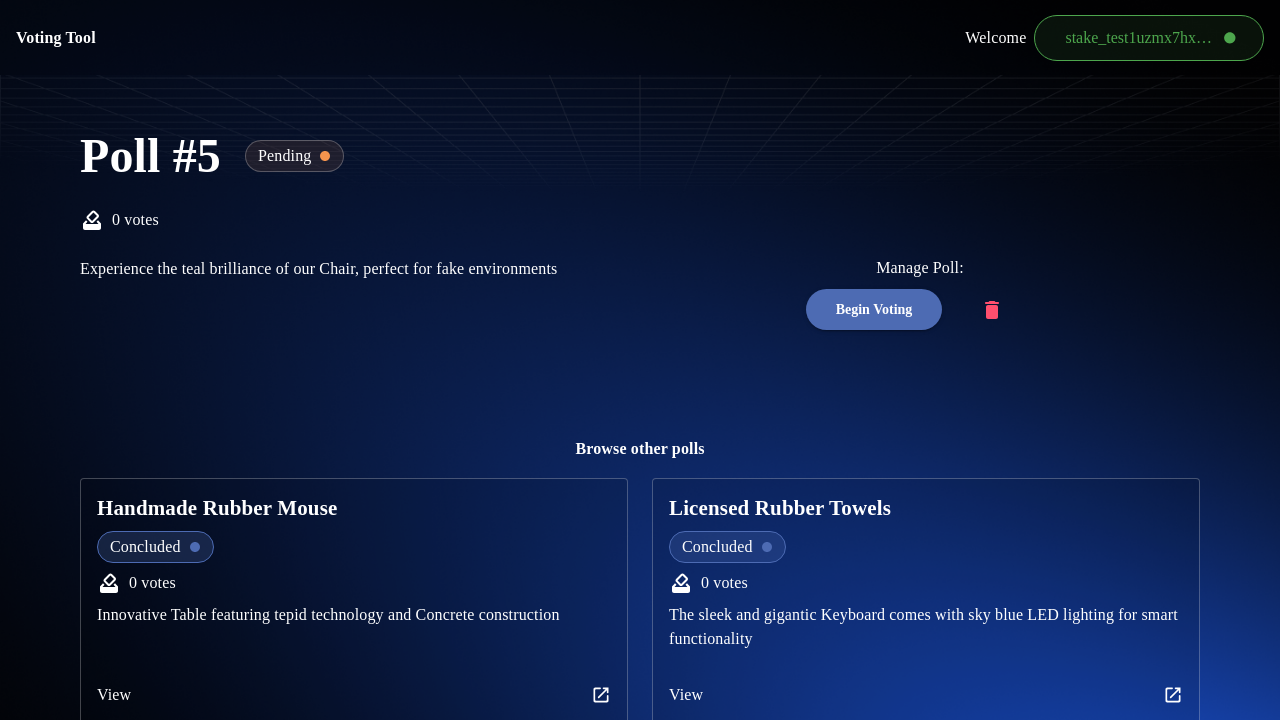 Voting Tool
Welcome
stake_test1uzmx7hx…
Poll #5
Pending
0 votes
Experience the teal brilliance of our Chair, perfect for fake environments
Manage Poll:
Begin Voting
Browse other polls
Handmade Rubber Mouse
Concluded
0 votes
Innovative Table featuring tepid technology and Concrete construction
View
Licensed Rubber Towels
Concluded
0 votes
The sleek and gigantic Keyboard comes with sky blue LED lighting for smart
functionality
View